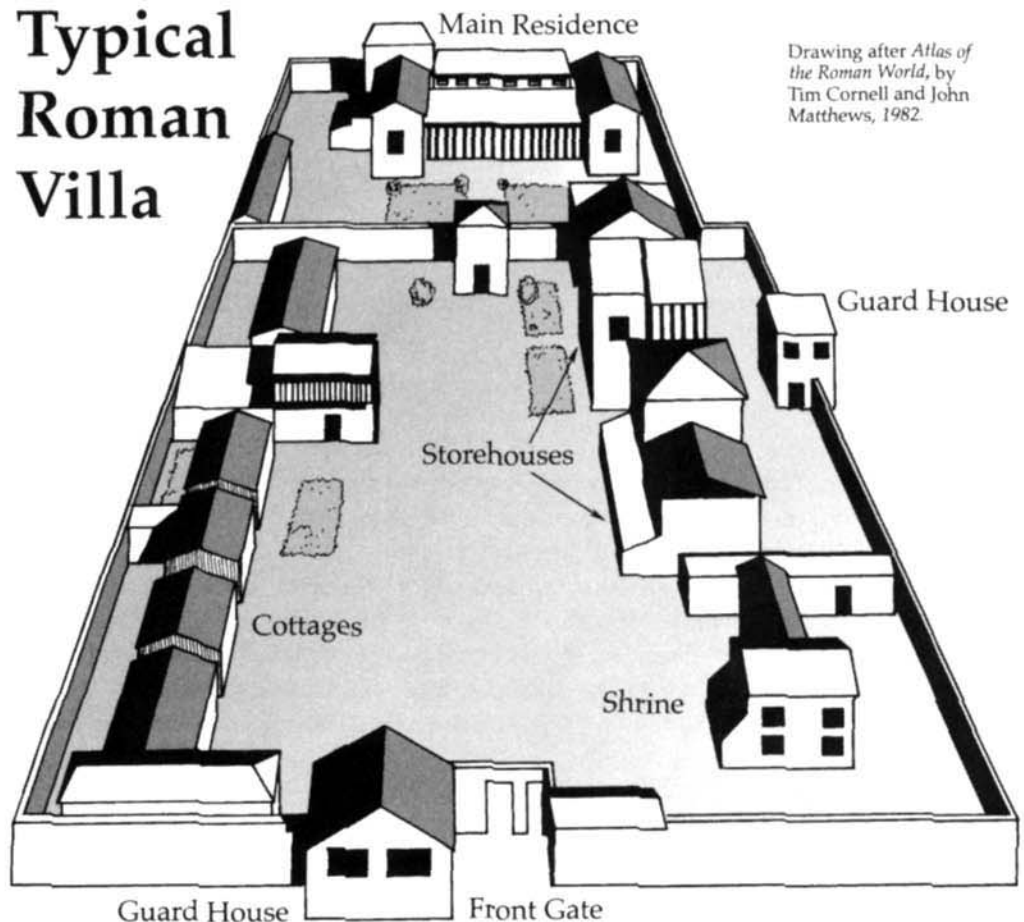 Typical
Roman
Villa
Main Residence
Drawing after Atlas of
the Roman World, by
Tim Cornell and John
Matthews, 1982.
Guard House
Storehouses
Cottages
Shrine
Guard House
Front Gate